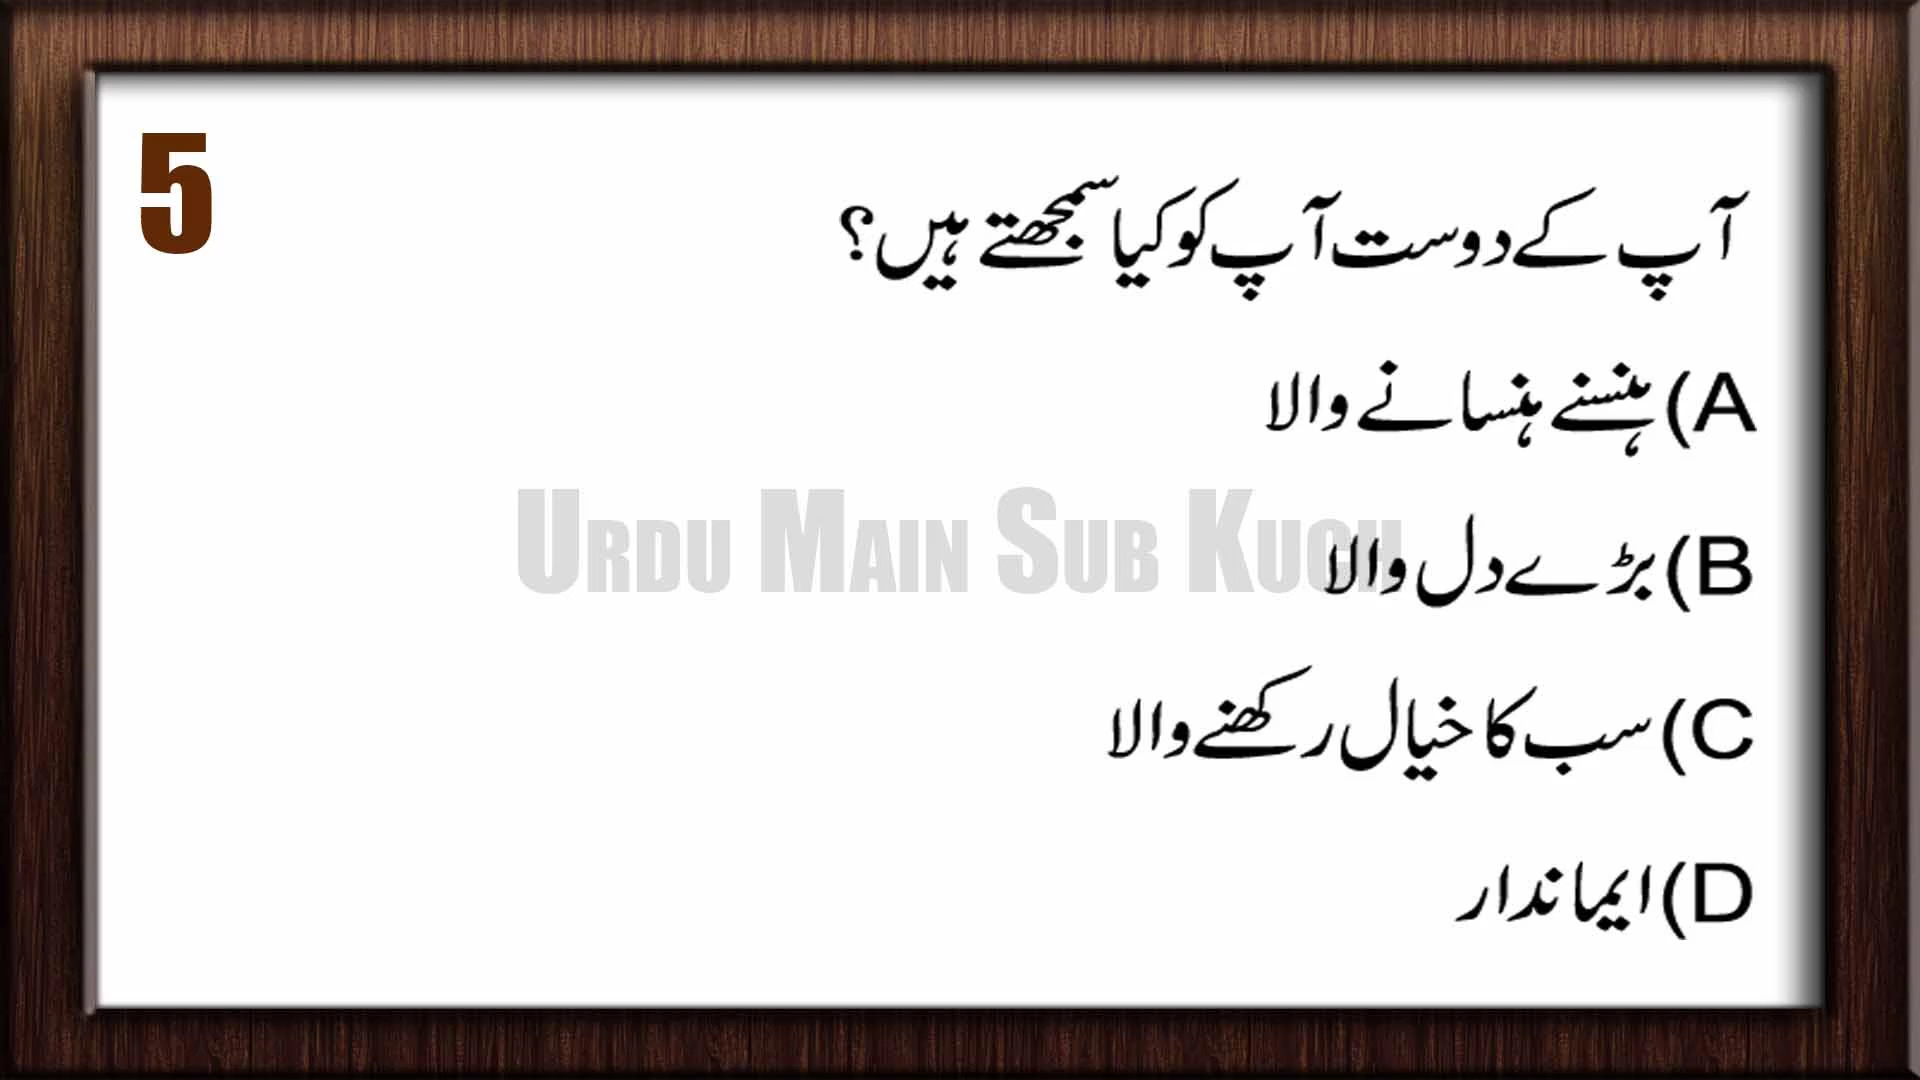 5
آپ کے دوست آپ کو کیا سمجھتے ہیں؟
A) ہنسنے ہنسانے والا
URDU MAIN SUB KUCH
B) بڑے دل والا
C) سب کا خیال رکھنے والا
D) ایماندار